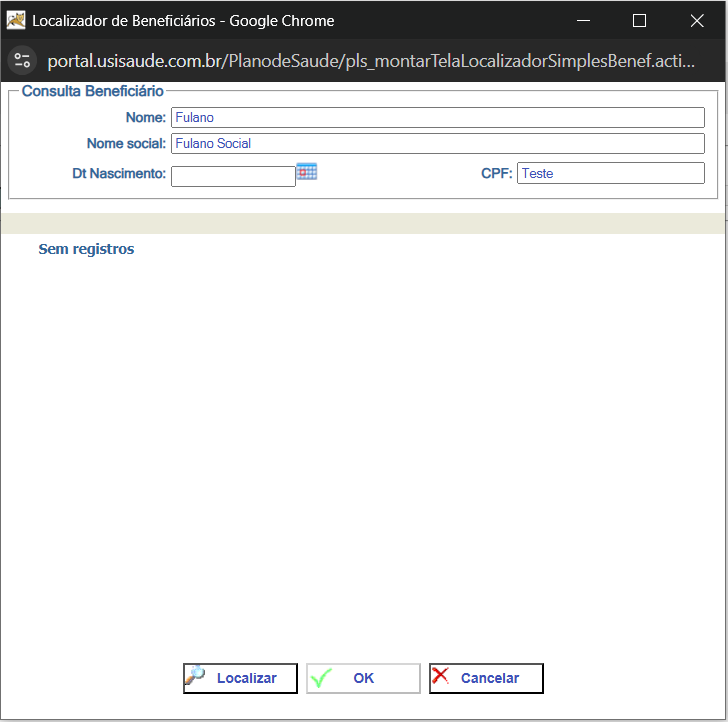 Localizador de Beneficiários - Google Chrome
portal.usisaude.com.br/PlanodeSaude/pls_montarTelaLocalizadorSimplesBenef.acti...
Consulta Beneficiário
Nome: Fulano
Nome social: Fulano Social
Dt Nascimento: CPF: Teste
Sem registros
Localizar OK Cancelar